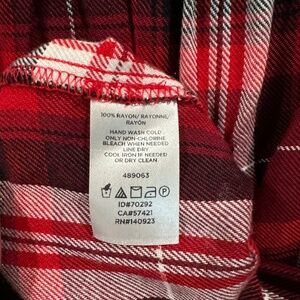 100% RAYON/ RAYONNE/
RAYÓN
HAND WASH COLD
ONLY NON-CHLORINE
BLEACH WHEN NEEDED
LINE DRY
COOL IRON IF NEEDED
OR DRY CLEAN
489063
ID#70292
CA#57421
RN#140923